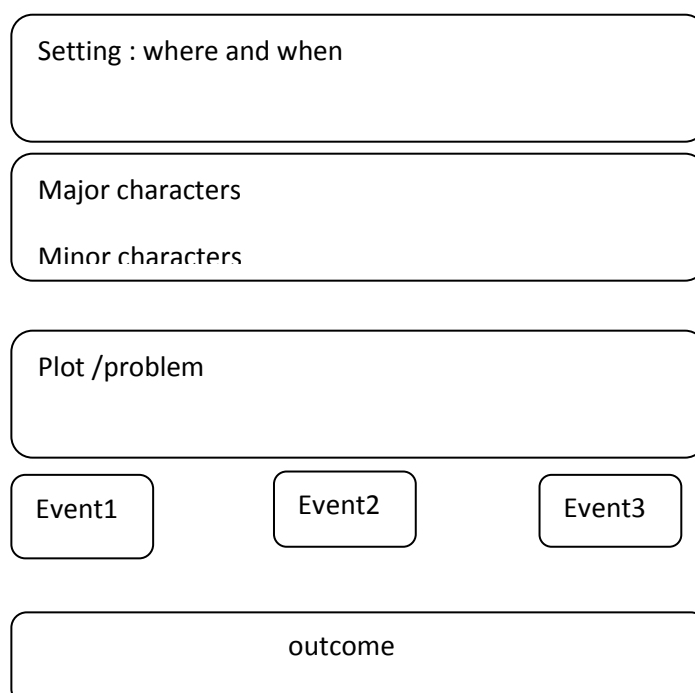 Setting : where and when
Major characters
Minor characters
Plot /problem
Event1
Event2
Event3
outcome